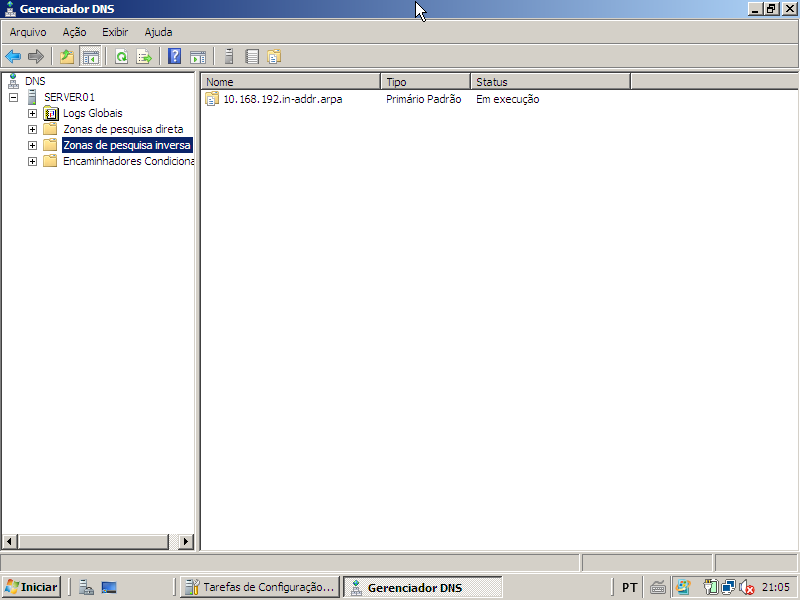 Gerenciador DNS
Arquivo Ação Exibir Ajuda
DNS
SERVER01
Logs Globais
Zonas de pesquisa direta
Zonas de pesquisa inversa
Encaminhadores Condiciona
Nome Tipo Status
10.168.192.in-addr.arpa Primário Padrão Em execução
Iniciar Tarefas de Configuração... Gerenciador DNS PT 21:05